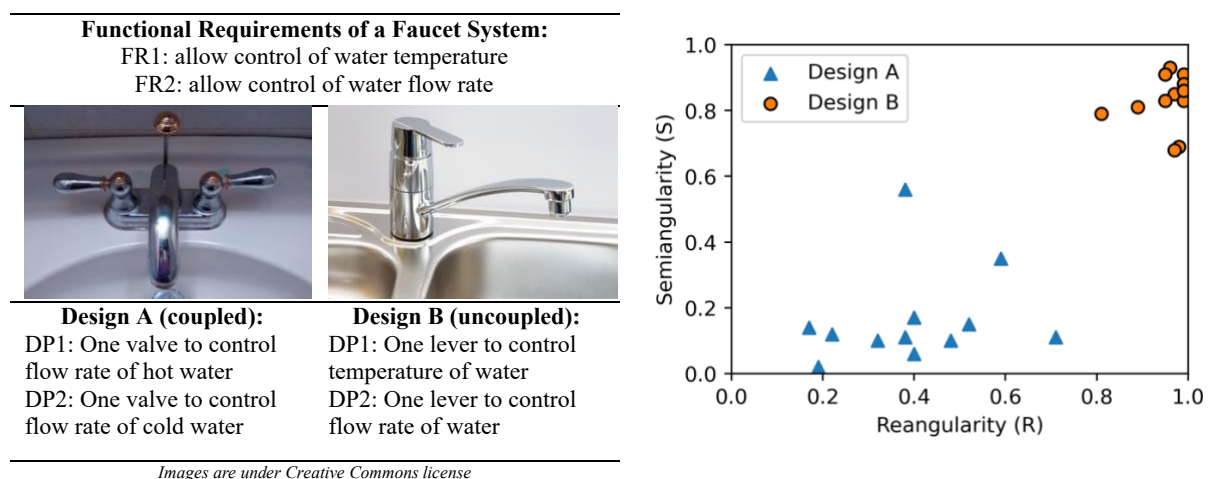 Functional Requirements of a Faucet System:
FR1: allow control of water temperature
FR2: allow control of water flow rate
Design A (coupled):
DP1: One valve to control
flow rate of hot water
DP2: One valve to control
flow rate of cold water
Design B (uncoupled):
DP1: One lever to control
temperature of water
DP2: One lever to control
flow rate of water
Images are under Creative Commons license
Design A
Design B
Semiangularity (S)
1.0
0.8
0.6
0.4
0.2
0.0
0.0 0.2 0.4 0.6 0.8 1.0
Reangularity (R)